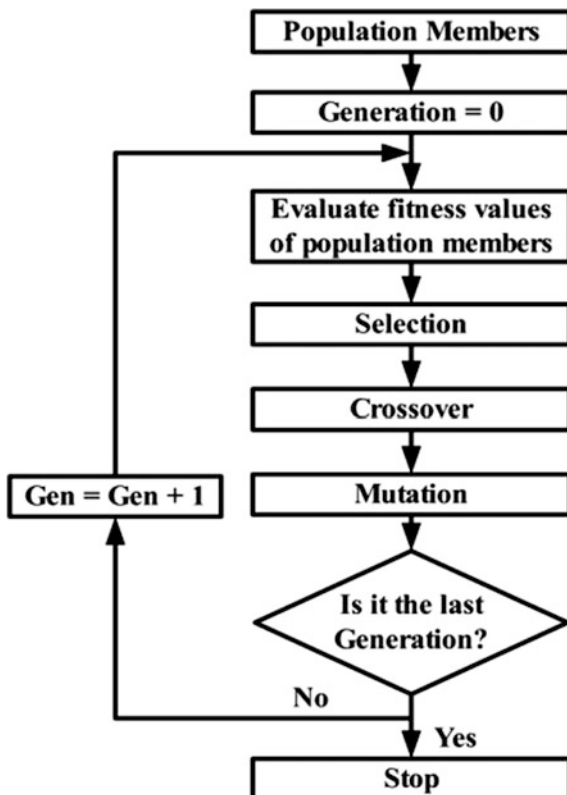 Population Members
Generation = 0
Evaluate fitness values
of population members
Selection
Crossover
Gen = Gen + 1
Mutation
Is it the last
Generation?
No
Yes
Stop